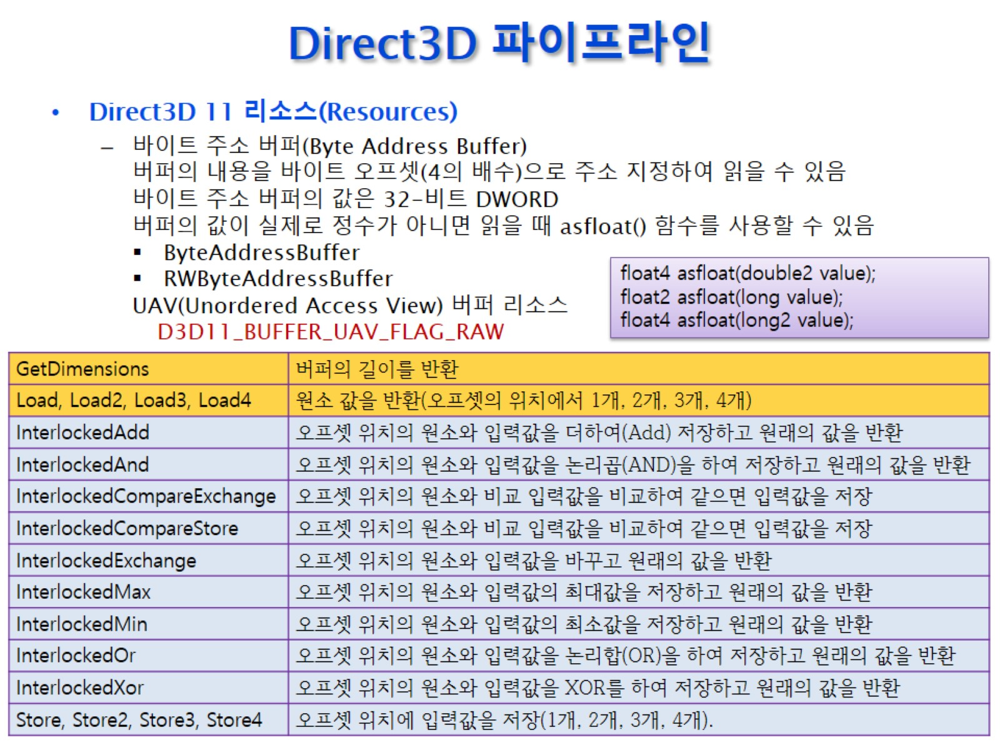 Direct3D 파이프라인
• Direct3D 11 리소스(Resources)
– 바이트 주소 버퍼(Byte Address Buffer)
버퍼의 내용을 바이트 오프셋(4의 배수)으로 주소 지정하여 읽을 수 있음
바이트 주소 버퍼의 값은 32-비트 DWORD
버퍼의 값이 실제로 정수가 아니면 읽을 때 asfloat() 함수를 사용할 수 있음
▪ ByteAddressBuffer
▪ RWByteAddressBuffer
UAV(Unordered Access View) 버퍼 리소스
D3D11_BUFFER_UAV_FLAG_RAW
float4 asfloat(double2 value);
float2 asfloat(long value);
float4 asfloat(long2 value);
GetDimensions 버퍼의 길이를 반환
Load, Load2, Load3, Load4 원소 값을 반환(오프셋의 위치에서 1개, 2개, 3개, 4개)
InterlockedAdd 오프셋 위치의 원소와 입력값을 더하여(Add) 저장하고 원래의 값을 반환
InterlockedAnd 오프셋 위치의 원소와 입력값을 논리곱(AND)을 하여 저장하고 원래의 값을 반환
InterlockedCompareExchange 오프셋 위치의 원소와 비교 입력값을 비교하여 같으면 입력값을 저장
InterlockedCompareStore 오프셋 위치의 원소와 비교 입력값을 비교하여 같으면 입력값을 저장
InterlockedExchange 오프셋 위치의 원소와 입력값을 바꾸고 원래의 값을 반환
InterlockedMax 오프셋 위치의 원소와 입력값의 최대값을 저장하고 원래의 값을 반환
InterlockedMin 오프셋 위치의 원소와 입력값의 최소값을 저장하고 원래의 값을 반환
InterlockedOr 오프셋 위치의 원소와 입력값을 논리합(OR)을 하여 저장하고 원래의 값을 반환
InterlockedXor 오프셋 위치의 원소와 입력값을 XOR를 하여 저장하고 원래의 값을 반환
Store, Store2, Store3, Store4 오프셋 위치에 입력값을 저장(1개, 2개, 3개, 4개).